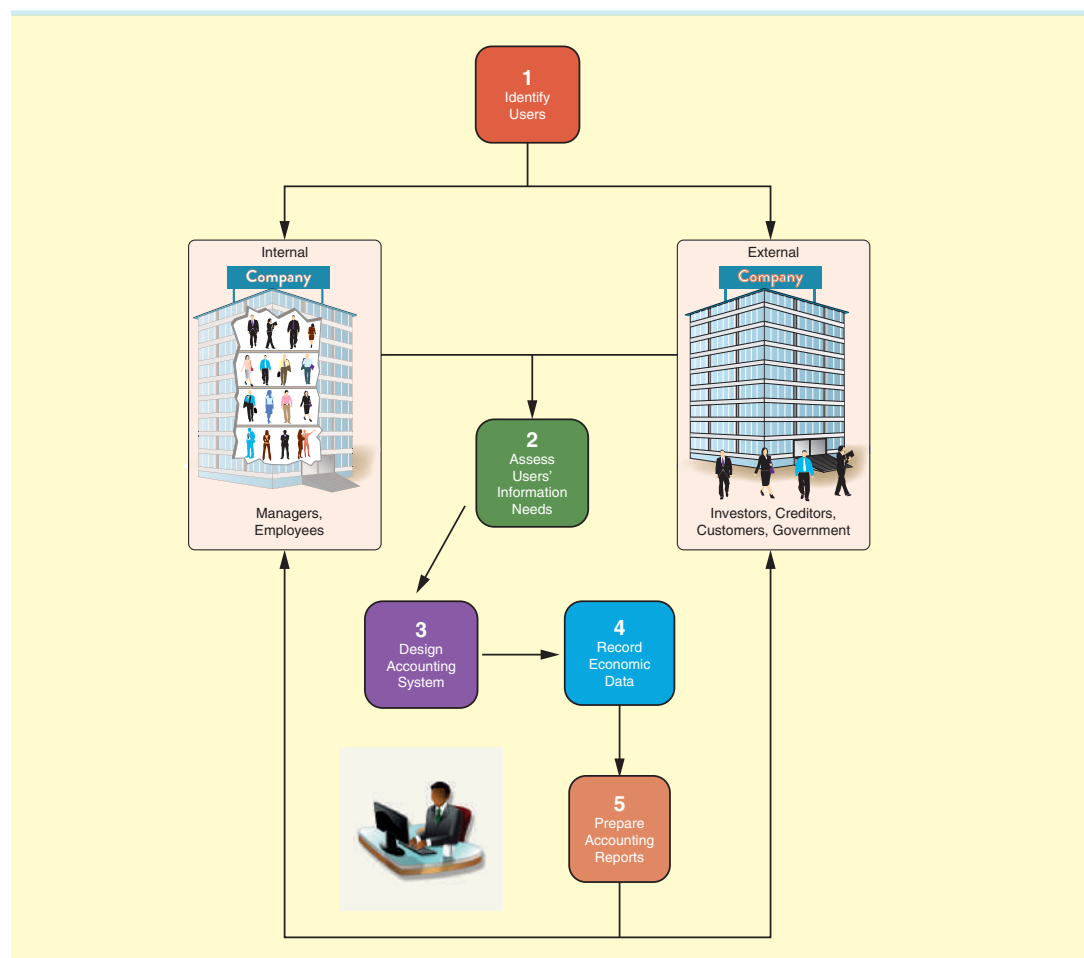 1
Identify
Users
Internal
Company
Managers,
Employees
External
Company
Investors, Creditors,
Customers, Government
2
Assess
Users'
Information
Needs
3
Design
Accounting
System
4
Record
Economic
Data
5
Prepare
Accounting
Reports